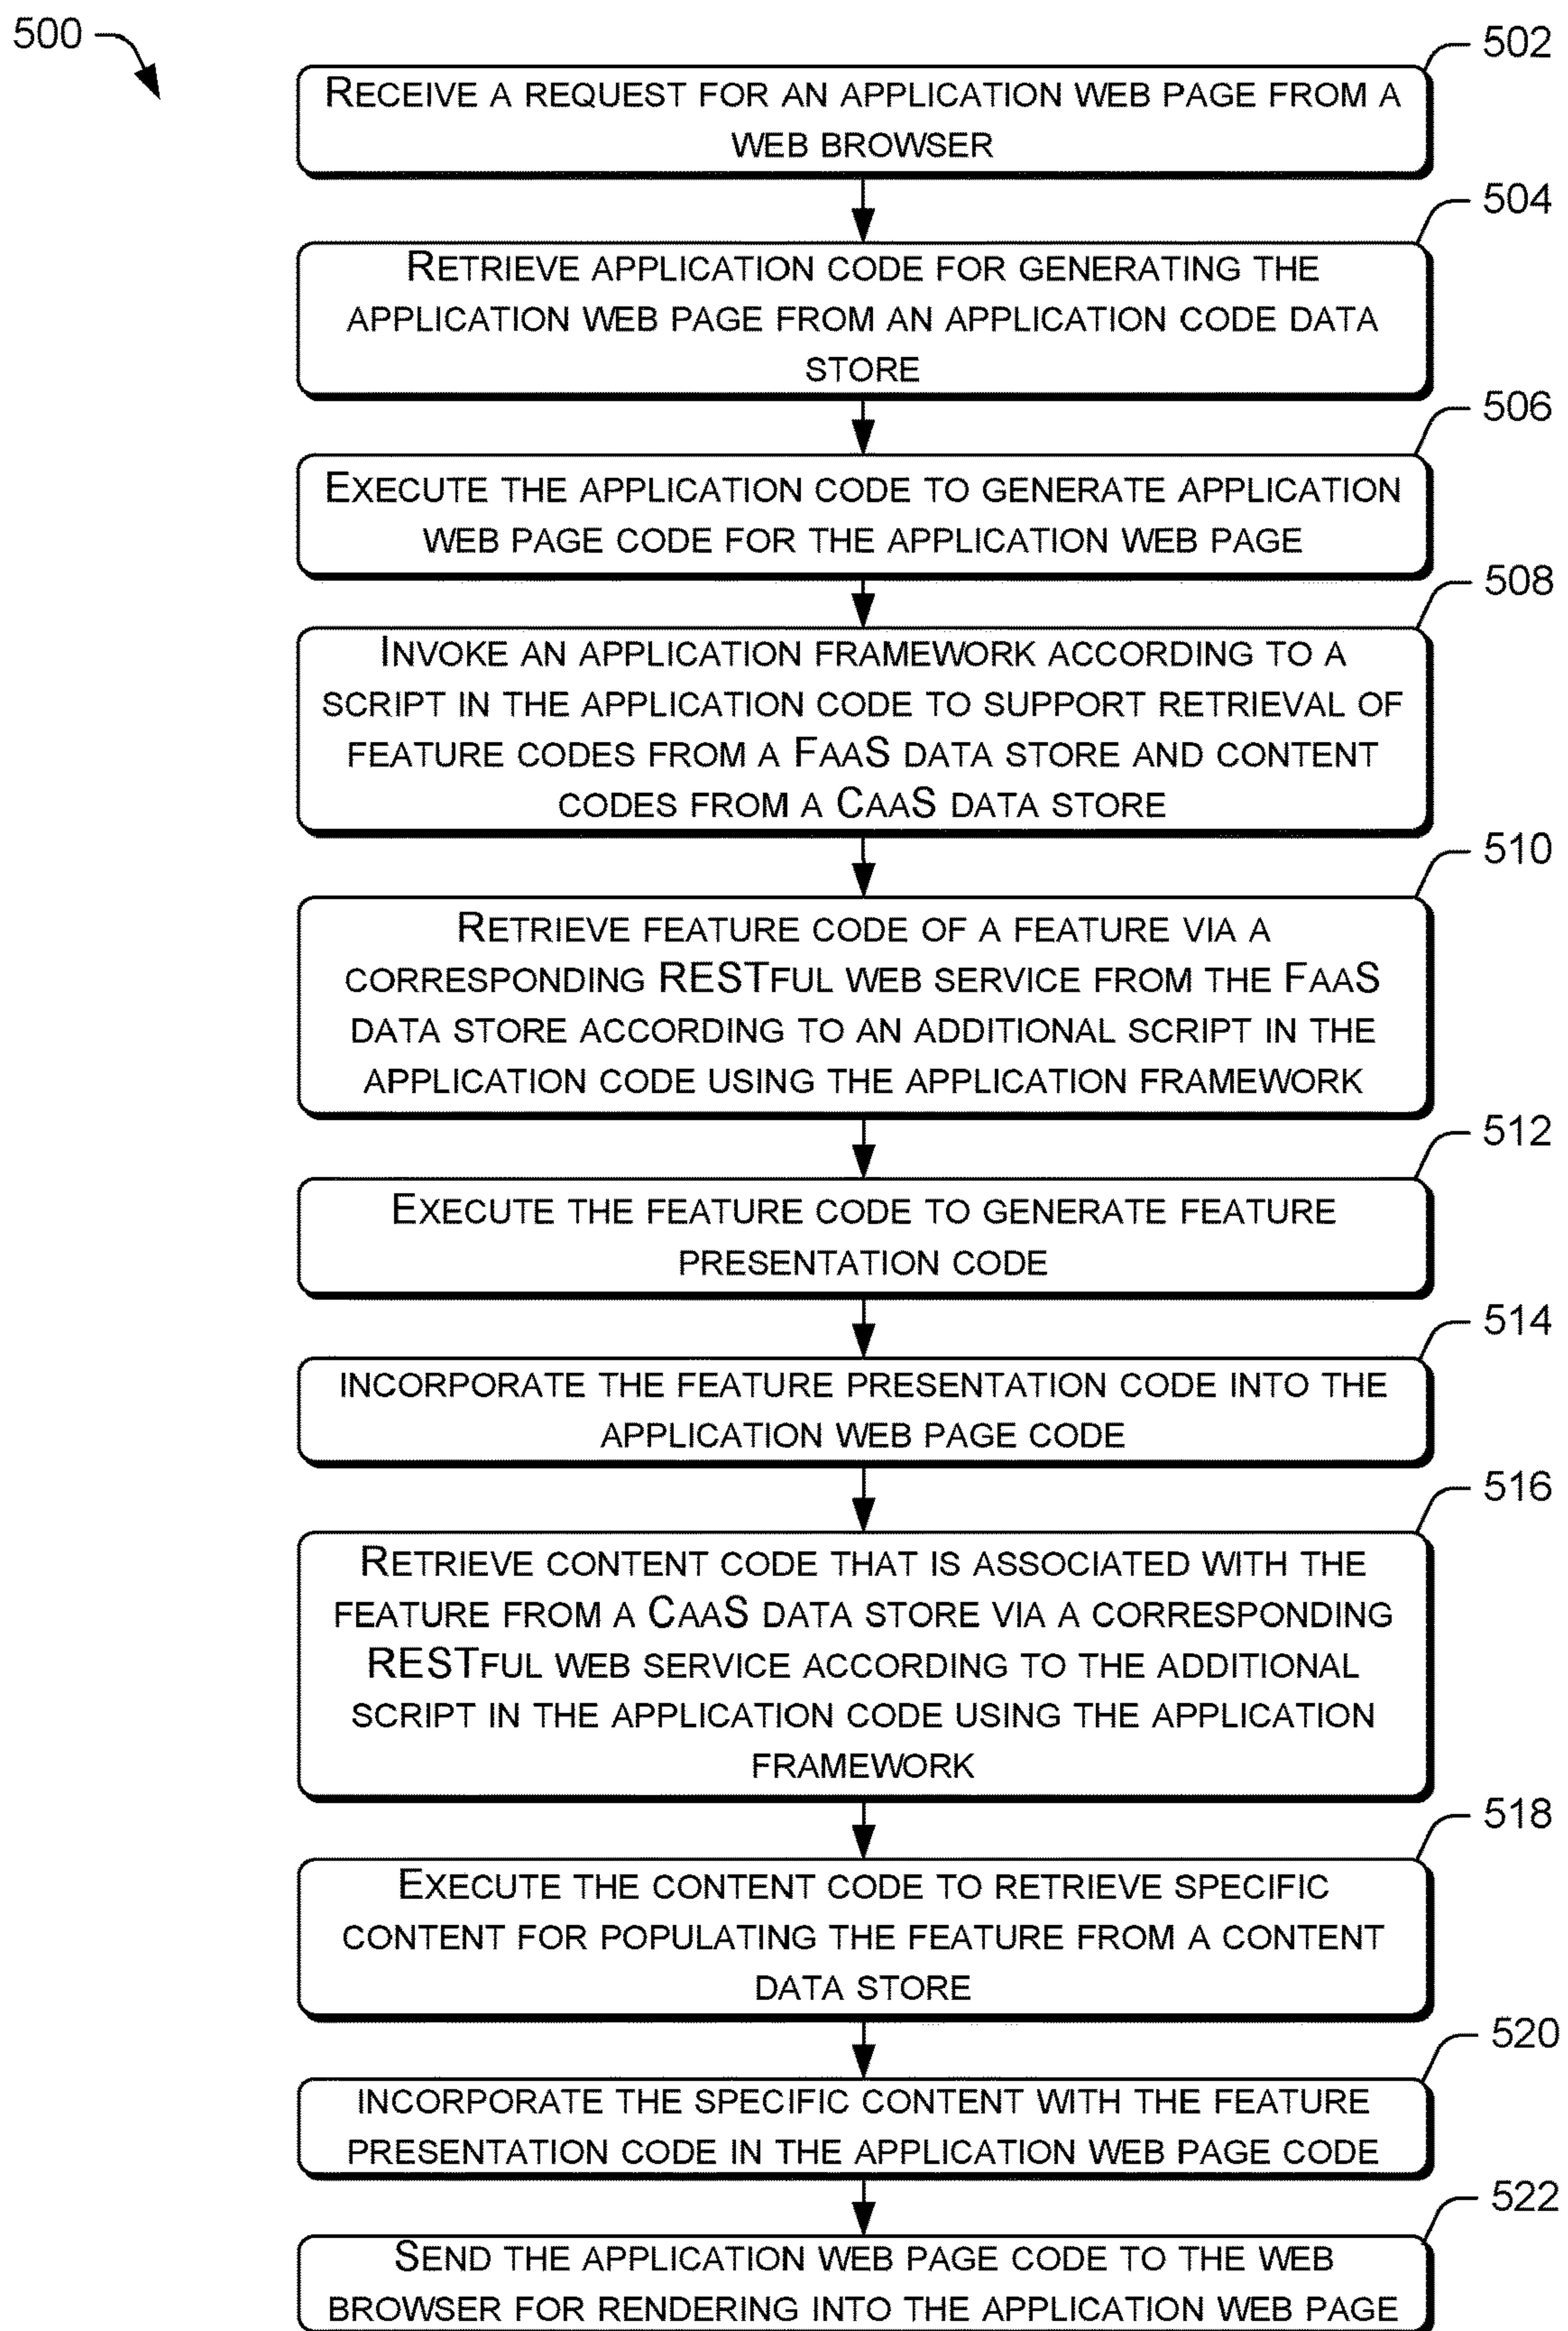 500
502
RECEIVE A REQUEST FOR AN APPLICATION WEB PAGE FROM A
WEB BROWSER
504
RETRIEVE APPLICATION CODE FOR GENERATING THE
APPLICATION WEB PAGE FROM AN APPLICATION CODE DATA
STORE
506
EXECUTE THE APPLICATION CODE TO GENERATE APPLICATION
WEB PAGE CODE FOR THE APPLICATION WEB PAGE
508
INVOKE AN APPLICATION FRAMEWORK ACCORDING TO A
SCRIPT IN THE APPLICATION CODE TO SUPPORT RETRIEVAL OF
FEATURE CODES FROM A FAAS DATA STORE AND CONTENT
CODES FROM A CAAS DATA STORE
510
RETRIEVE FEATURE CODE OF A FEATURE VIA A
CORRESPONDING RESTFUL WEB SERVICE FROM THE FAAS
DATA STORE ACCORDING TO AN ADDITIONAL SCRIPT IN THE
APPLICATION CODE USING THE APPLICATION FRAMEWORK
512
EXECUTE THE FEATURE CODE TO GENERATE FEATURE
PRESENTATION CODE
514
INCORPORATE THE FEATURE PRESENTATION CODE INTO THE
APPLICATION WEB PAGE CODE
516
RETRIEVE CONTENT CODE THAT IS ASSOCIATED WITH THE
FEATURE FROM A CAAS DATA STORE VIA A CORRESPONDING
RESTFUL WEB SERVICE ACCORDING TO THE ADDITIONAL
SCRIPT IN THE APPLICATION CODE USING THE APPLICATION
FRAMEWORK
518
EXECUTE THE CONTENT CODE TO RETRIEVE SPECIFIC
CONTENT FOR POPULATING THE FEATURE FROM A CONTENT
DATA STORE
520
INCORPORATE THE SPECIFIC CONTENT WITH THE FEATURE
PRESENTATION CODE IN THE APPLICATION WEB PAGE CODE
522
SEND THE APPLICATION WEB PAGE CODE TO THE WEB
BROWSER FOR RENDERING INTO THE APPLICATION WEB PAGE